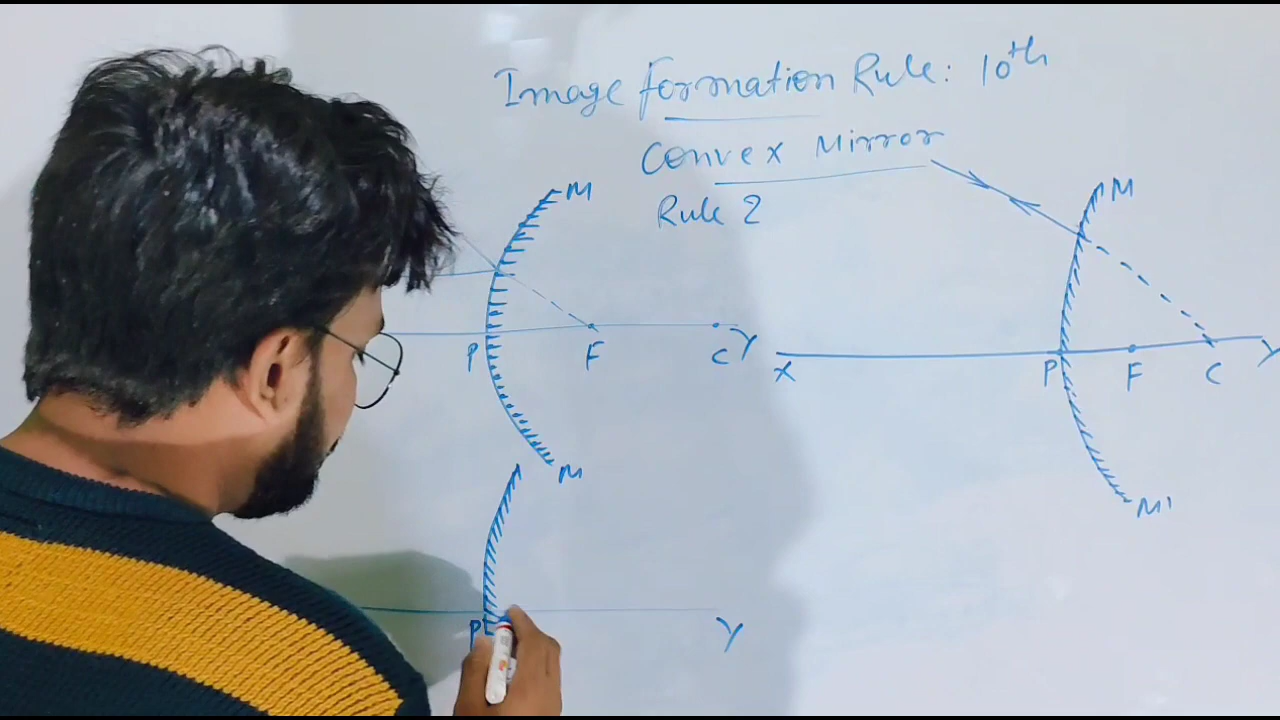 Image Formation Rule: 10th
Convex Mirror
Rule 2
M
P F C Y
M
M
X P F C Y
M'
P Y